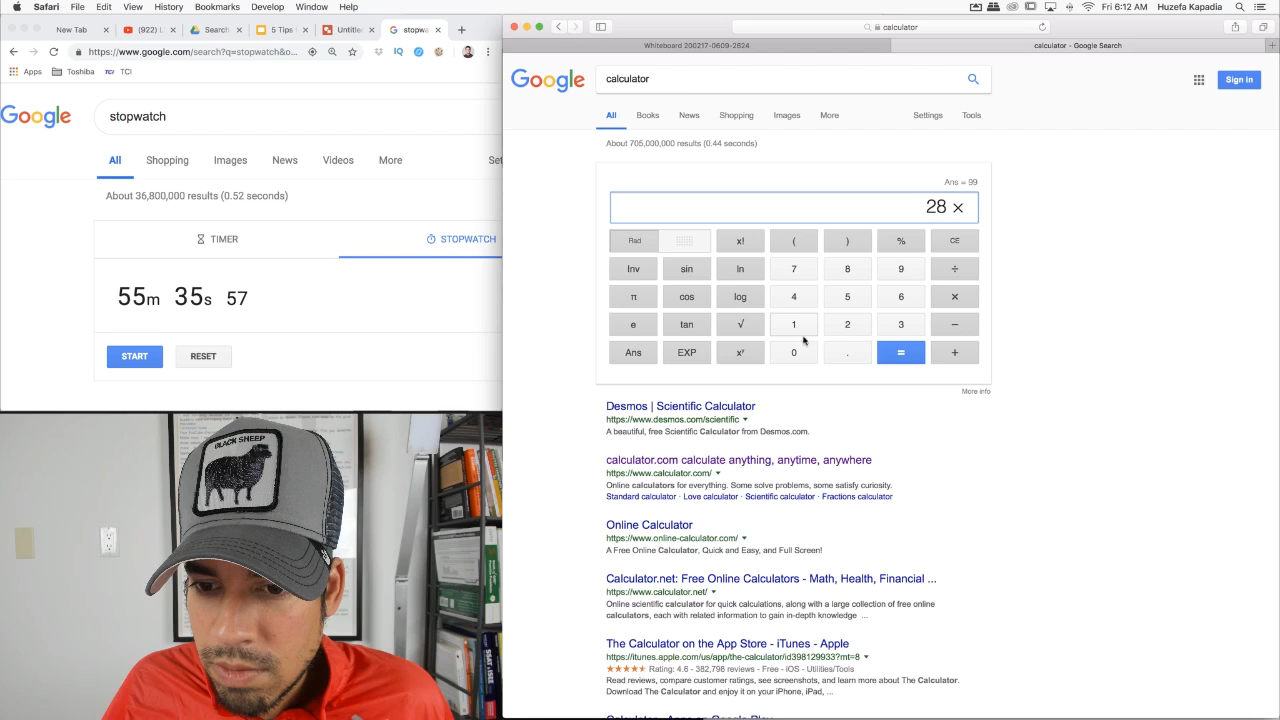 Safari File Edit View History Bookmarks Develop Window Help Fri 6:12 AM Huzefa Kapadia
New Tab (922) Search 5 Tips Untitle stopwa
https://www.google.com/search?q=stopwatch&o...
IQ
Apps Toshiba TCI TCI
Google stopwatch
All Shopping Images News Videos More Set
About 36,800,000 results (0.52 seconds)
TIMER STOPWATCH
55m 35s 57
START RESET
BLACK SHEEP
calculator
Whiteboard 200217-0609-2624 calculator - Google Search
Google calculator Sign in
All Books News Shopping Images More Settings Tools
About 705,000,000 results (0.44 seconds)
Ans = 99
28 ×
Rad x! ( ) % CE
Inv sin ln 7 8 9 ÷
π cos log 4 5 6 ×
e tan √ 1 2 3 −
Ans EXP xʸ 0 . = +
More info
Desmos | Scientific Calculator
https://www.desmos.com/scientific
A beautiful, free Scientific Calculator from Desmos.com.
calculator.com calculate anything, anytime, anywhere
https://www.calculator.com/
Online calculators for everything. Some solve problems, some satisfy curiosity.
Standard calculator · Love calculator · Scientific calculator · Fractions calculator
Online Calculator
https://www.online-calculator.com/
A Free Online Calculator, Quick and Easy, and Full Screen!
Calculator.net: Free Online Calculators - Math, Health, Financial ...
https://www.calculator.net/
Online scientific calculator for quick calculations, along with a large collection of free online
calculators, each with related information to gain in-depth knowledge ...
The Calculator on the App Store - iTunes - Apple
https://itunes.apple.com/us/app/the-calculator/id398129933?mt=8
Rating: 4.6 - 382,798 reviews - Free - iOS - Utilities/Tools
Read reviews, compare customer ratings, see screenshots, and learn more about The Calculator.
Download The Calculator and enjoy it on your iPhone, iPad, ...